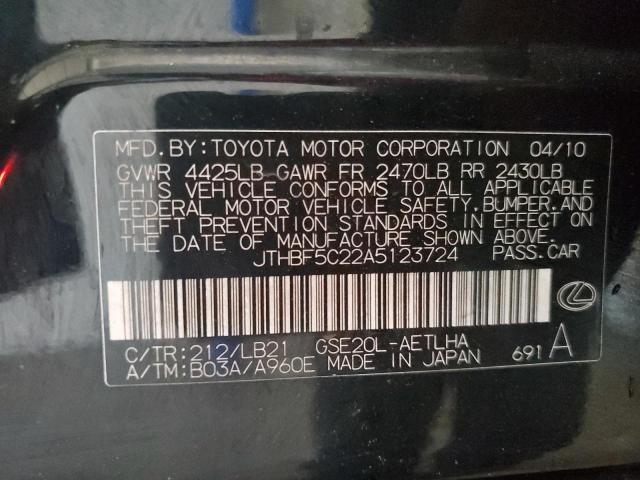 MFD.BY:TOYOTA MOTOR CORPORATION 04/10
GVWR 4425LB GAWR FR 2470LB RR 2430LB
THIS VEHICLE CONFORMS TO ALL APPLICABLE
FEDERAL MOTOR VEHICLE SAFETY,BUMPER,AND
THEFT PREVENTION STANDARDS IN EFFECT ON
THE DATE OF MANUFACTURE SHOWN ABOVE.
JTHBF5C22A5123724 PASS.CAR
C/TR:212/LB21 GSE20L-AETLHA
A/TM:B03A/A960E MADE IN JAPAN 691 A